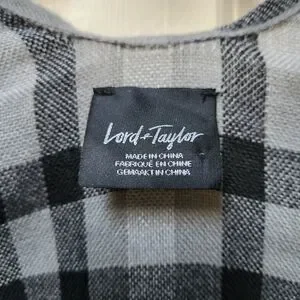 Lord & Taylor
MADE IN CHINA
FABRIQUÉ EN CHINE
GEMAAKT IN CHINA